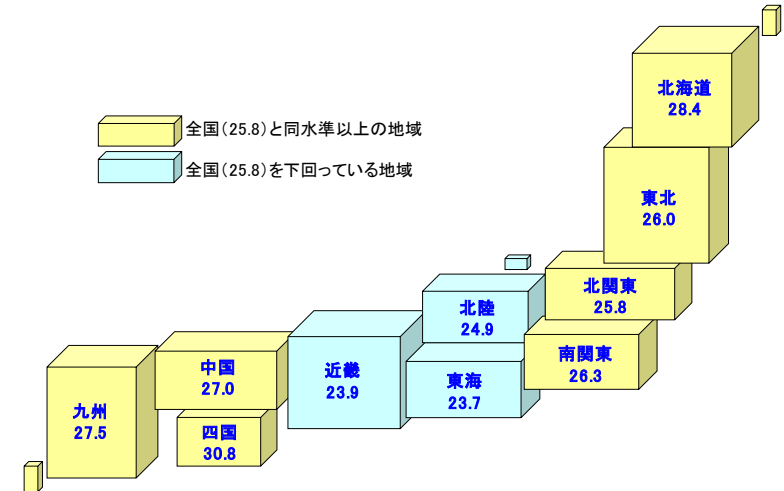 北海道
28.4
全国(25.8)と同水準以上の地域
全国(25.8)を下回っている地域
東北
26.0
北関東
25.8
北陸
24.9
南関東
26.3
中国
27.0
近畿
23.9
東海
23.7
九州
27.5
四国
30.8